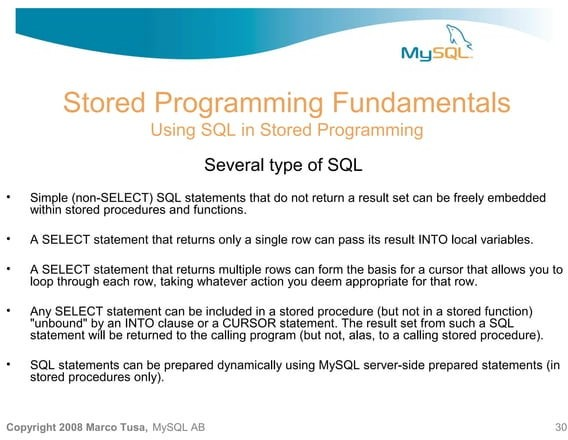 MySQL
Stored Programming Fundamentals
Using SQL in Stored Programming
Several type of SQL
• Simple (non-SELECT) SQL statements that do not return a result set can be freely embedded
within stored procedures and functions.
• A SELECT statement that returns only a single row can pass its result INTO local variables.
• A SELECT statement that returns multiple rows can form the basis for a cursor that allows you to
loop through each row, taking whatever action you deem appropriate for that row.
• Any SELECT statement can be included in a stored procedure (but not in a stored function)
"unbound" by an INTO clause or a CURSOR statement. The result set from such a SQL
statement will be returned to the calling program (but not, alas, to a calling stored procedure).
• SQL statements can be prepared dynamically using MySQL server-side prepared statements (in
stored procedures only).
Copyright 2008 Marco Tusa, MySQL AB 30